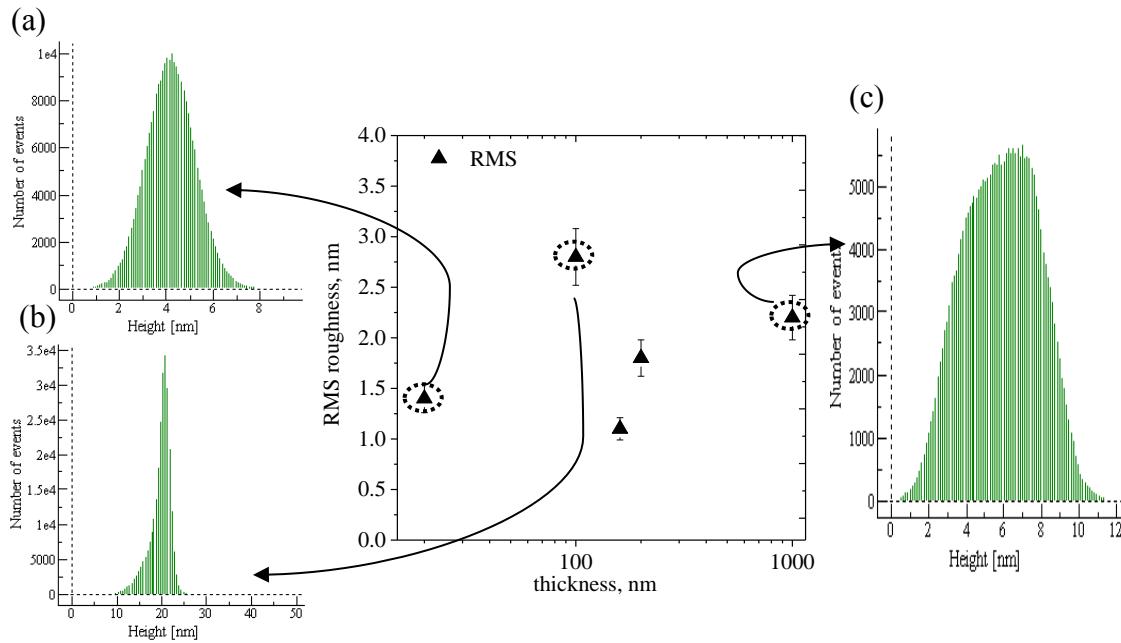 (a)
1e4
8000
6000
4000
2000
0
Number of events
0 2 4 6 8
Height [nm]
(b)
3.5e4
3e4
2.5e4
2e4
1.5e4
1e4
5000
0
Number of events
0 10 20 30 40 50
Height [nm]
RMS
4.0
3.5
3.0
2.5
2.0
1.5
1.0
0.5
0.0
RMS roughness, nm
100 1000
thickness, nm
(c)
5000
4000
3000
2000
1000
0
Number of events
0 2 4 6 8 10 12
Height [nm]